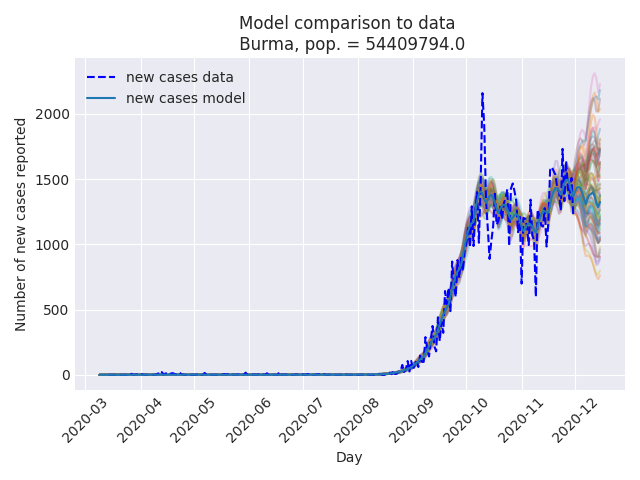 Model comparison to data
Burma, pop. = 54409794.0
new cases data
new cases model
Number of new cases reported
2000
1500
1000
500
0
2020-03
2020-04
2020-05
2020-06
2020-07
2020-08
2020-09
2020-10
2020-11
2020-12
Day